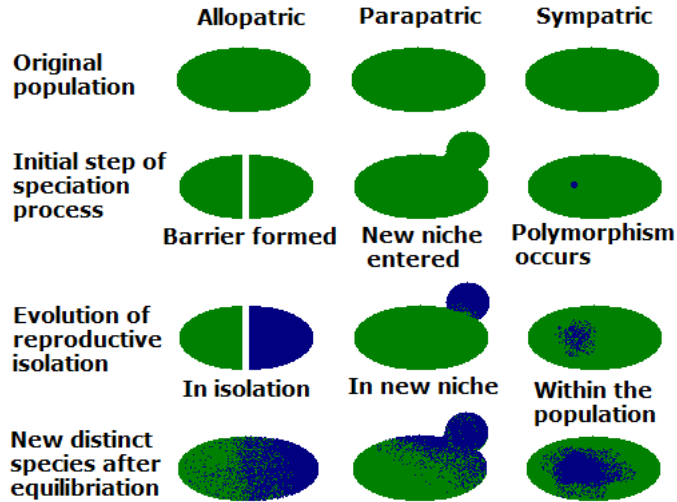 Allopatric Parapatric Sympatric
Original
population
Initial step of
speciation
process
Barrier formed
New niche
entered
Polymorphism
occurs
Evolution of
reproductive
isolation
In isolation
In new niche
Within the
population
New distinct
species after
equilibriation